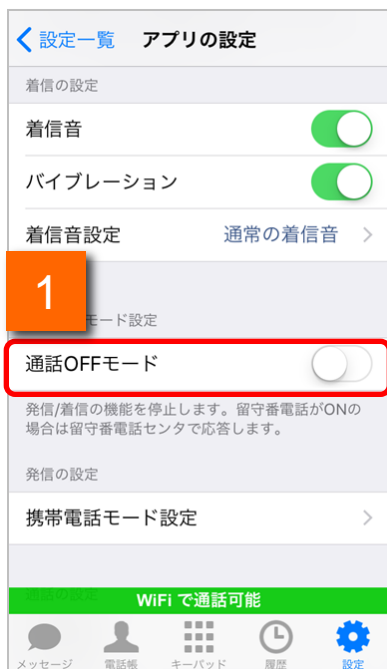 設定一覧 アプリの設定
着信の設定
着信音
バイブレーション
着信音設定 通常の着信音
1
モード設定
通話OFFモード
発信/着信の機能を停止します。留守番電話がONの
場合は留守番電話センタで応答します。
発信の設定
携帯電話モード設定
通話の設定
WiFi で通話可能
メッセージ 電話帳 キーパッド 履歴 設定